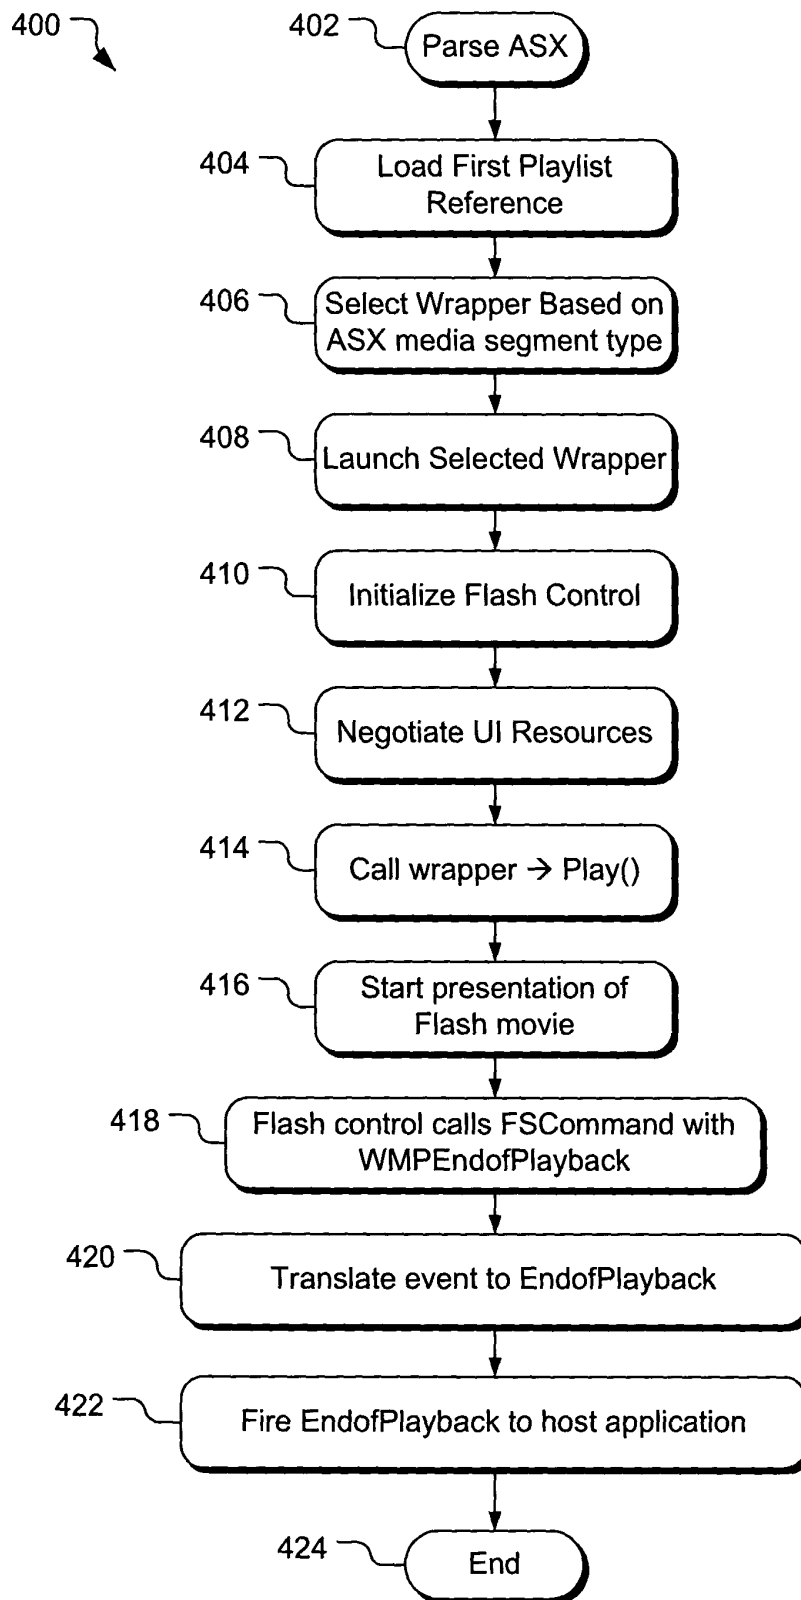 400
402
Parse ASX
404
Load First Playlist
Reference
406
Select Wrapper Based on
ASX media segment type
408
Launch Selected Wrapper
410
Initialize Flash Control
412
Negotiate UI Resources
414
Call wrapper → Play()
416
Start presentation of
Flash movie
418
Flash control calls FSCommand with
WMPEndofPlayback
420
Translate event to EndofPlayback
422
Fire EndofPlayback to host application
424
End